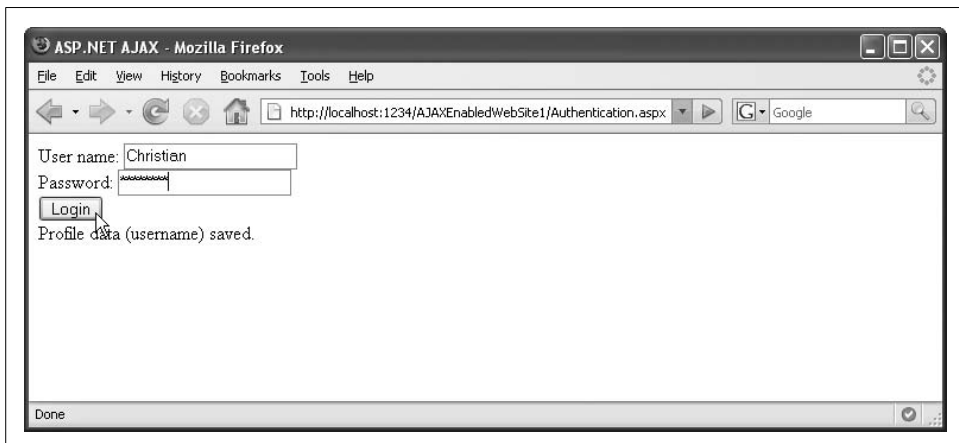 ASP.NET AJAX - Mozilla Firefox
File Edit View History Bookmarks Tools Help
http://localhost:1234/AJAXEnabledWebSite1/Authentication.aspx G Google
User name: Christian
Password: ********
Login
Profile data (username) saved.
Done